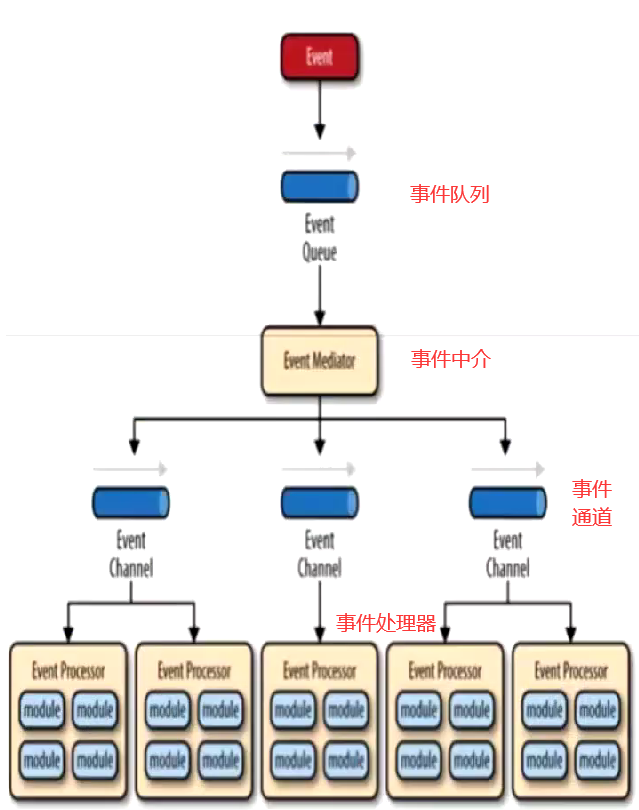 Event
事件队列
Event
Queue
Event Mediator
事件中介
事件
通道
Event
Channel
Event
Channel
Event
Channel
事件处理器
Event Processor
Event Processor
Event Processor
Event Processor
Event Processor
module module
module module
module module
module module
module module
module module
module module
module module
module module
module module